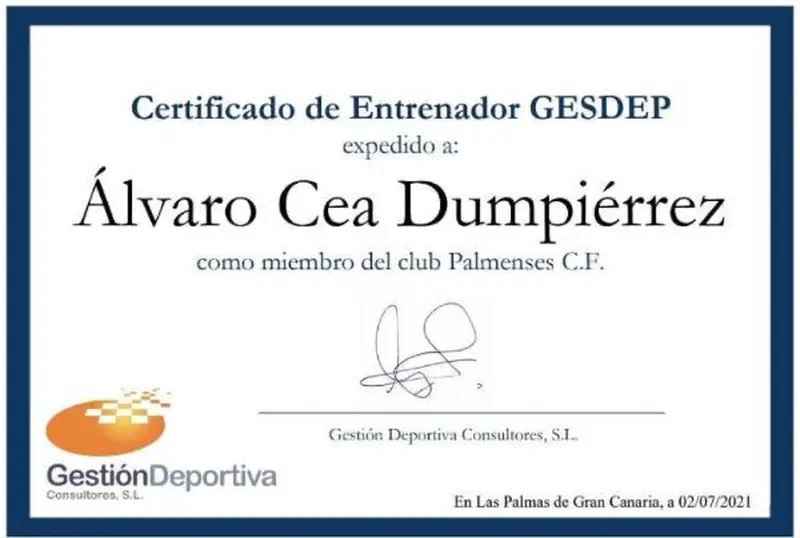 Certificado de Entrenador GESDEP
expedido a:
Álvaro Cea Dumpiérrez
como miembro del club Palmenses C.F.
Gestión Deportiva Consultores, S.L.
GestiónDeportiva
Consultores, S.L.
En Las Palmas de Gran Canaria, a 02/07/2021